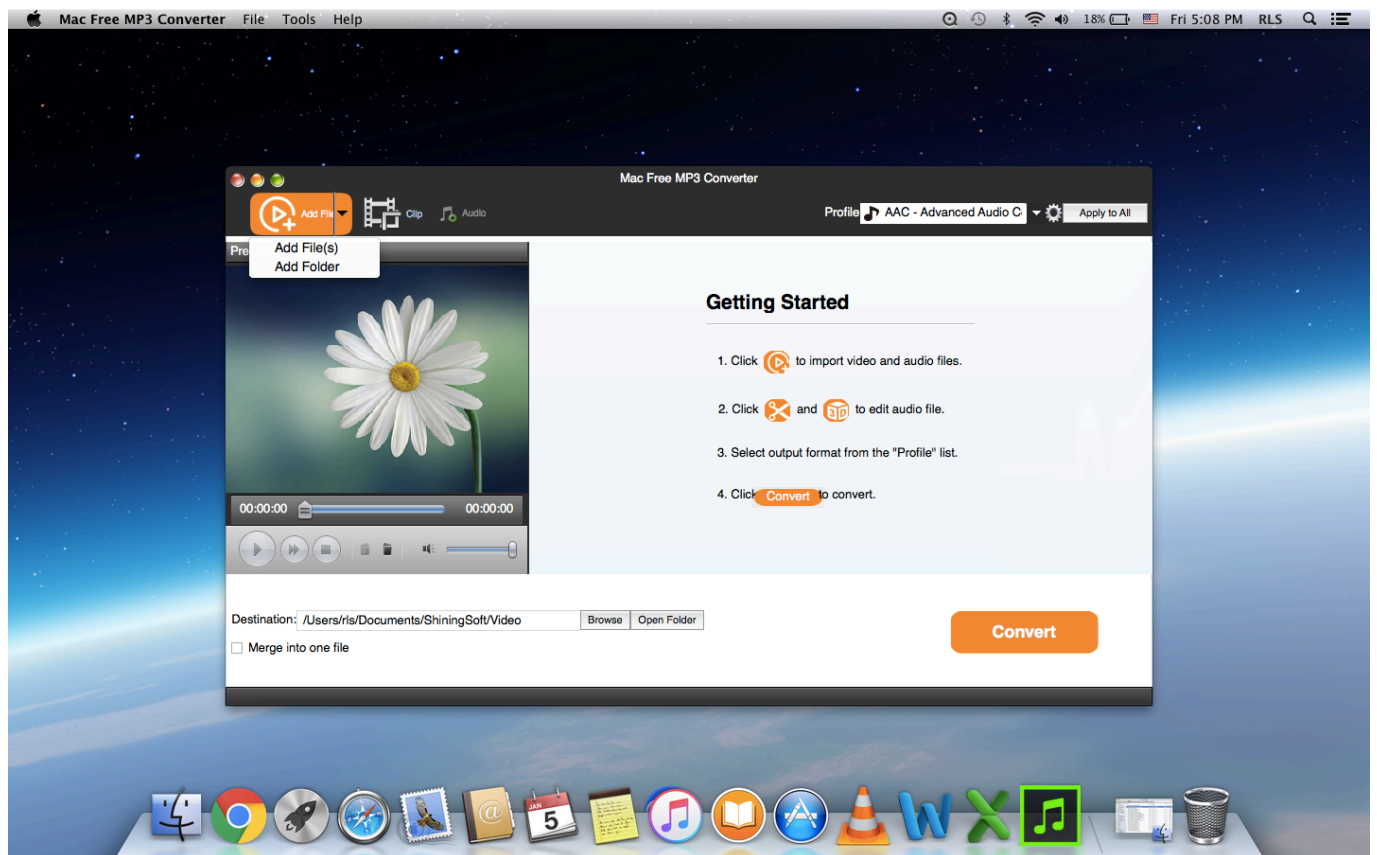 Mac Free MP3 Converter File Tools Help 18% Fri 5:08 PM RLS
Mac Free MP3 Converter
Add File Clip Audio Profile AAC - Advanced Audio C Apply to All
Add File(s)
Add Folder
Pre
Getting Started
1. Click to import video and audio files.
2. Click and 3D to edit audio file.
3. Select output format from the "Profile" list.
4. Click Convert to convert.
00:00:00 00:00:00
Destination: /Users/rls/Documents/ShiningSoft/Video Browse Open Folder
Convert
Merge into one file
JAN
5